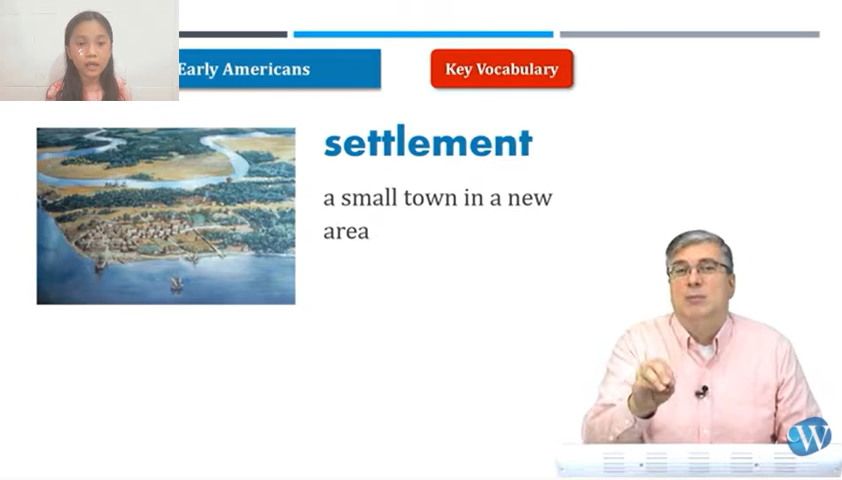 Early Americans
Key Vocabulary
settlement
a small town in a new
area
W